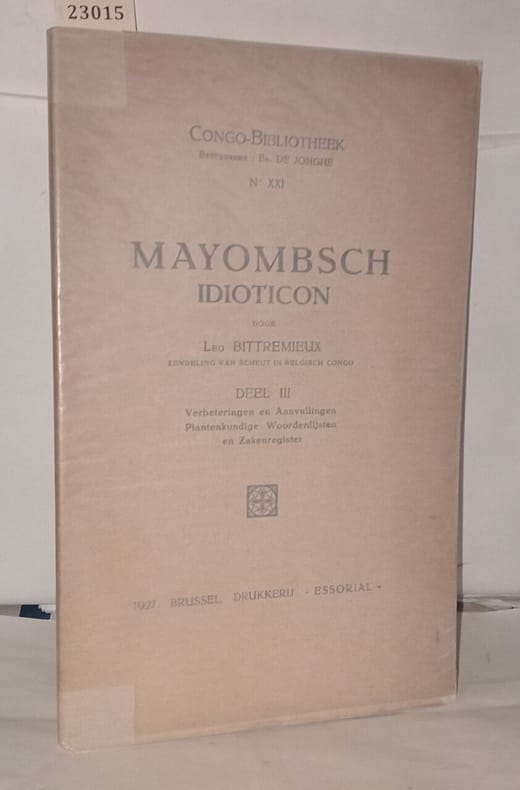 23015
CONGO-BIBLIOTHEEK
Bestuurder : ED. DE JONGHE
Nr XXI
MAYOMBSCH
IDIOTICON
DOOR
LEO BITTREMIEUX
ZENDELING VAN SCHEUT IN BELGISCH CONGO
DEEL III
Verbeteringen en Aanvullingen
Plantenkundige Woordenlijsten
en Zakenregister
1927. BRUSSEL. DRUKKERIJ - ESSORIAL -